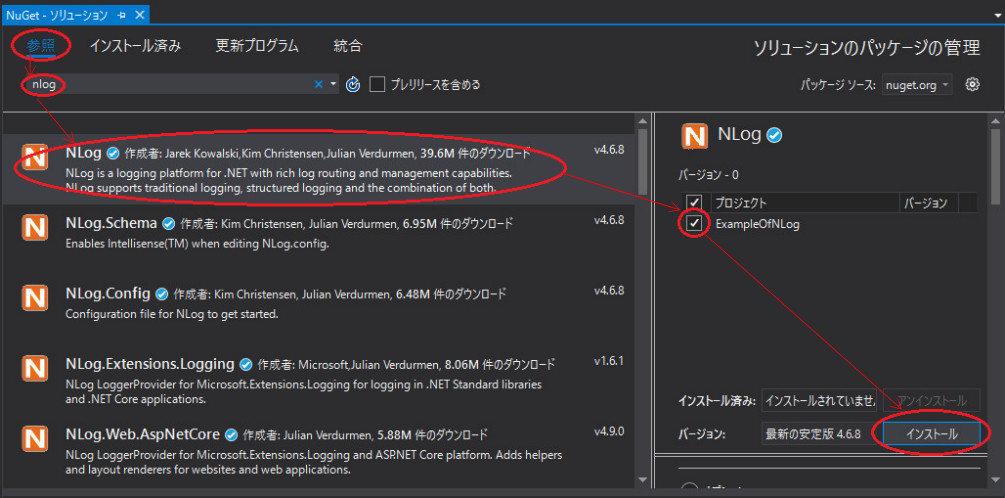 NuGet - ソリューション
参照 インストール済み 更新プログラム 統合
ソリューションのパッケージの管理
nlog
プレリリースを含める
パッケージ ソース: nuget.org
NLog 作成者: Jarek Kowalski,Kim Christensen,Julian Verdurmen, 39.6M 件のダウンロード v4.6.8
NLog is a logging platform for .NET with rich log routing and management capabilities.
NLog supports traditional logging, structured logging and the combination of both.
NLog.Schema 作成者: Kim Christensen, Julian Verdurmen, 6.95M 件のダウンロード v4.6.8
Enables Intellisense(TM) when editing NLog.config.
NLog.Config 作成者: Kim Christensen, Julian Verdurmen, 6.48M 件のダウンロード v4.6.8
Configuration file for NLog to get started.
NLog.Extensions.Logging 作成者: Microsoft,Julian Verdurmen, 8.06M 件のダウンロード v1.6.1
NLog LoggerProvider for Microsoft.Extensions.Logging for logging in .NET Standard libraries
and .NET Core applications.
NLog.Web.AspNetCore 作成者: Julian Verdurmen, 5.88M 件のダウンロード v4.9.0
NLog LoggerProvider for Microsoft.Extensions.Logging and ASP.NET Core platform. Adds helpers
and layout renderers for websites and web applications.
NLog
バージョン - 0
プロジェクト バージョン
ExampleOfNLog
インストール済み: インストールされていません アンインストール
バージョン: 最新の安定版 4.6.8 インストール